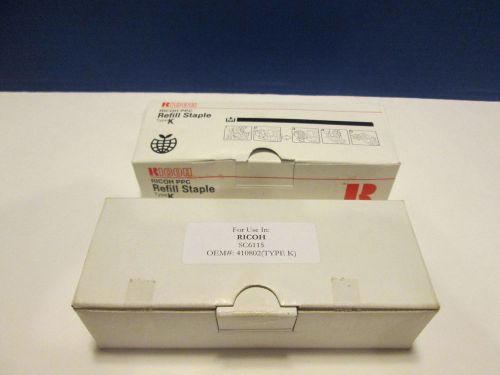 RICOH
RICOH PPC
Refill Staple
Type K
M
RICOH
RICOH PPC
Refill Staple
Type K
R
For Use In:
RICOH
SC6115
OEM#: 410802(TYPE K)